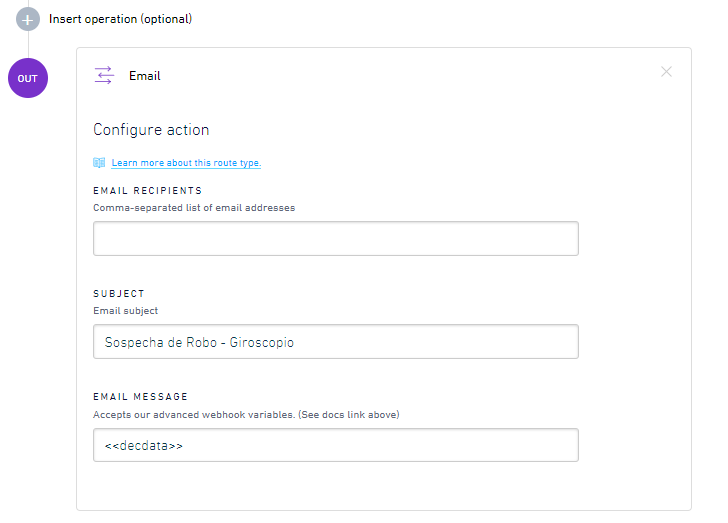 Insert operation (optional)
OUT
Email
Configure action
Learn more about this route type.
EMAIL RECIPIENTS
Comma-separated list of email addresses
SUBJECT
Email subject
Sospecha de Robo - Giroscopio
EMAIL MESSAGE
Accepts our advanced webhook variables. (See docs link above)
<<decdata>>